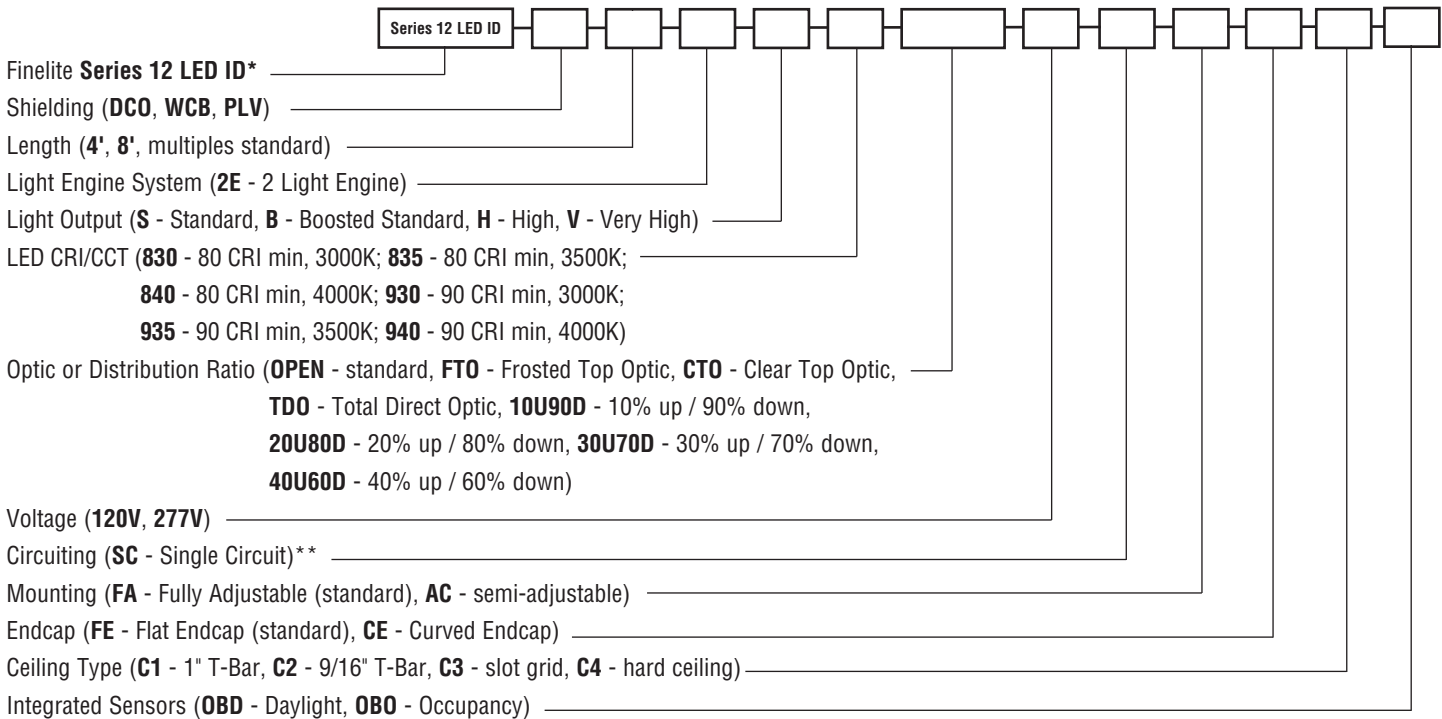 Series 12 LED ID
Finelite Series 12 LED ID*
Shielding (DCO, WCB, PLV)
Length (4', 8', multiples standard)
Light Engine System (2E - 2 Light Engine)
Light Output (S - Standard, B - Boosted Standard, H - High, V - Very High)
LED CRI/CCT (830 - 80 CRI min, 3000K; 835 - 80 CRI min, 3500K;
840 - 80 CRI min, 4000K; 930 - 90 CRI min, 3000K;
935 - 90 CRI min, 3500K; 940 - 90 CRI min, 4000K)
Optic or Distribution Ratio (OPEN - standard, FTO - Frosted Top Optic, CTO - Clear Top Optic,
TDO - Total Direct Optic, 10U90D - 10% up / 90% down,
20U80D - 20% up / 80% down, 30U70D - 30% up / 70% down,
40U60D - 40% up / 60% down)
Voltage (120V, 277V)
Circuiting (SC - Single Circuit)**
Mounting (FA - Fully Adjustable (standard), AC - semi-adjustable)
Endcap (FE - Flat Endcap (standard), CE - Curved Endcap)
Ceiling Type (C1 - 1" T-Bar, C2 - 9/16" T-Bar, C3 - slot grid, C4 - hard ceiling)
Integrated Sensors (OBD - Daylight, OBO - Occupancy)